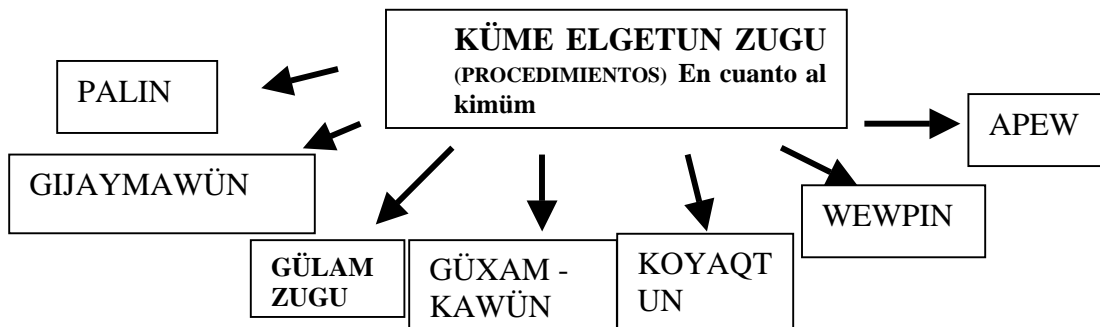 KÜME ELGETUN ZUGU
(PROCEDIMIENTOS) En cuanto al
kimüm
PALIN
APEW
GIJAYMAWÜN
WEWPIN
GÜLAM
ZUGU
GÜXAM -
KAWÜN
KOYAQT
UN